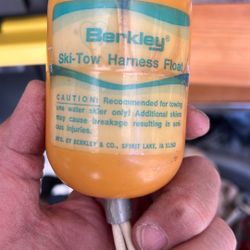 Berkley®
Ski-Tow Harness Float
CAUTION: Recommended for towing
one water skier only! Additional skiers
may cause breakage resulting in seri-
ous injuries.
MFG. BY BERKLEY & CO., SPIRIT LAKE, IA 51360